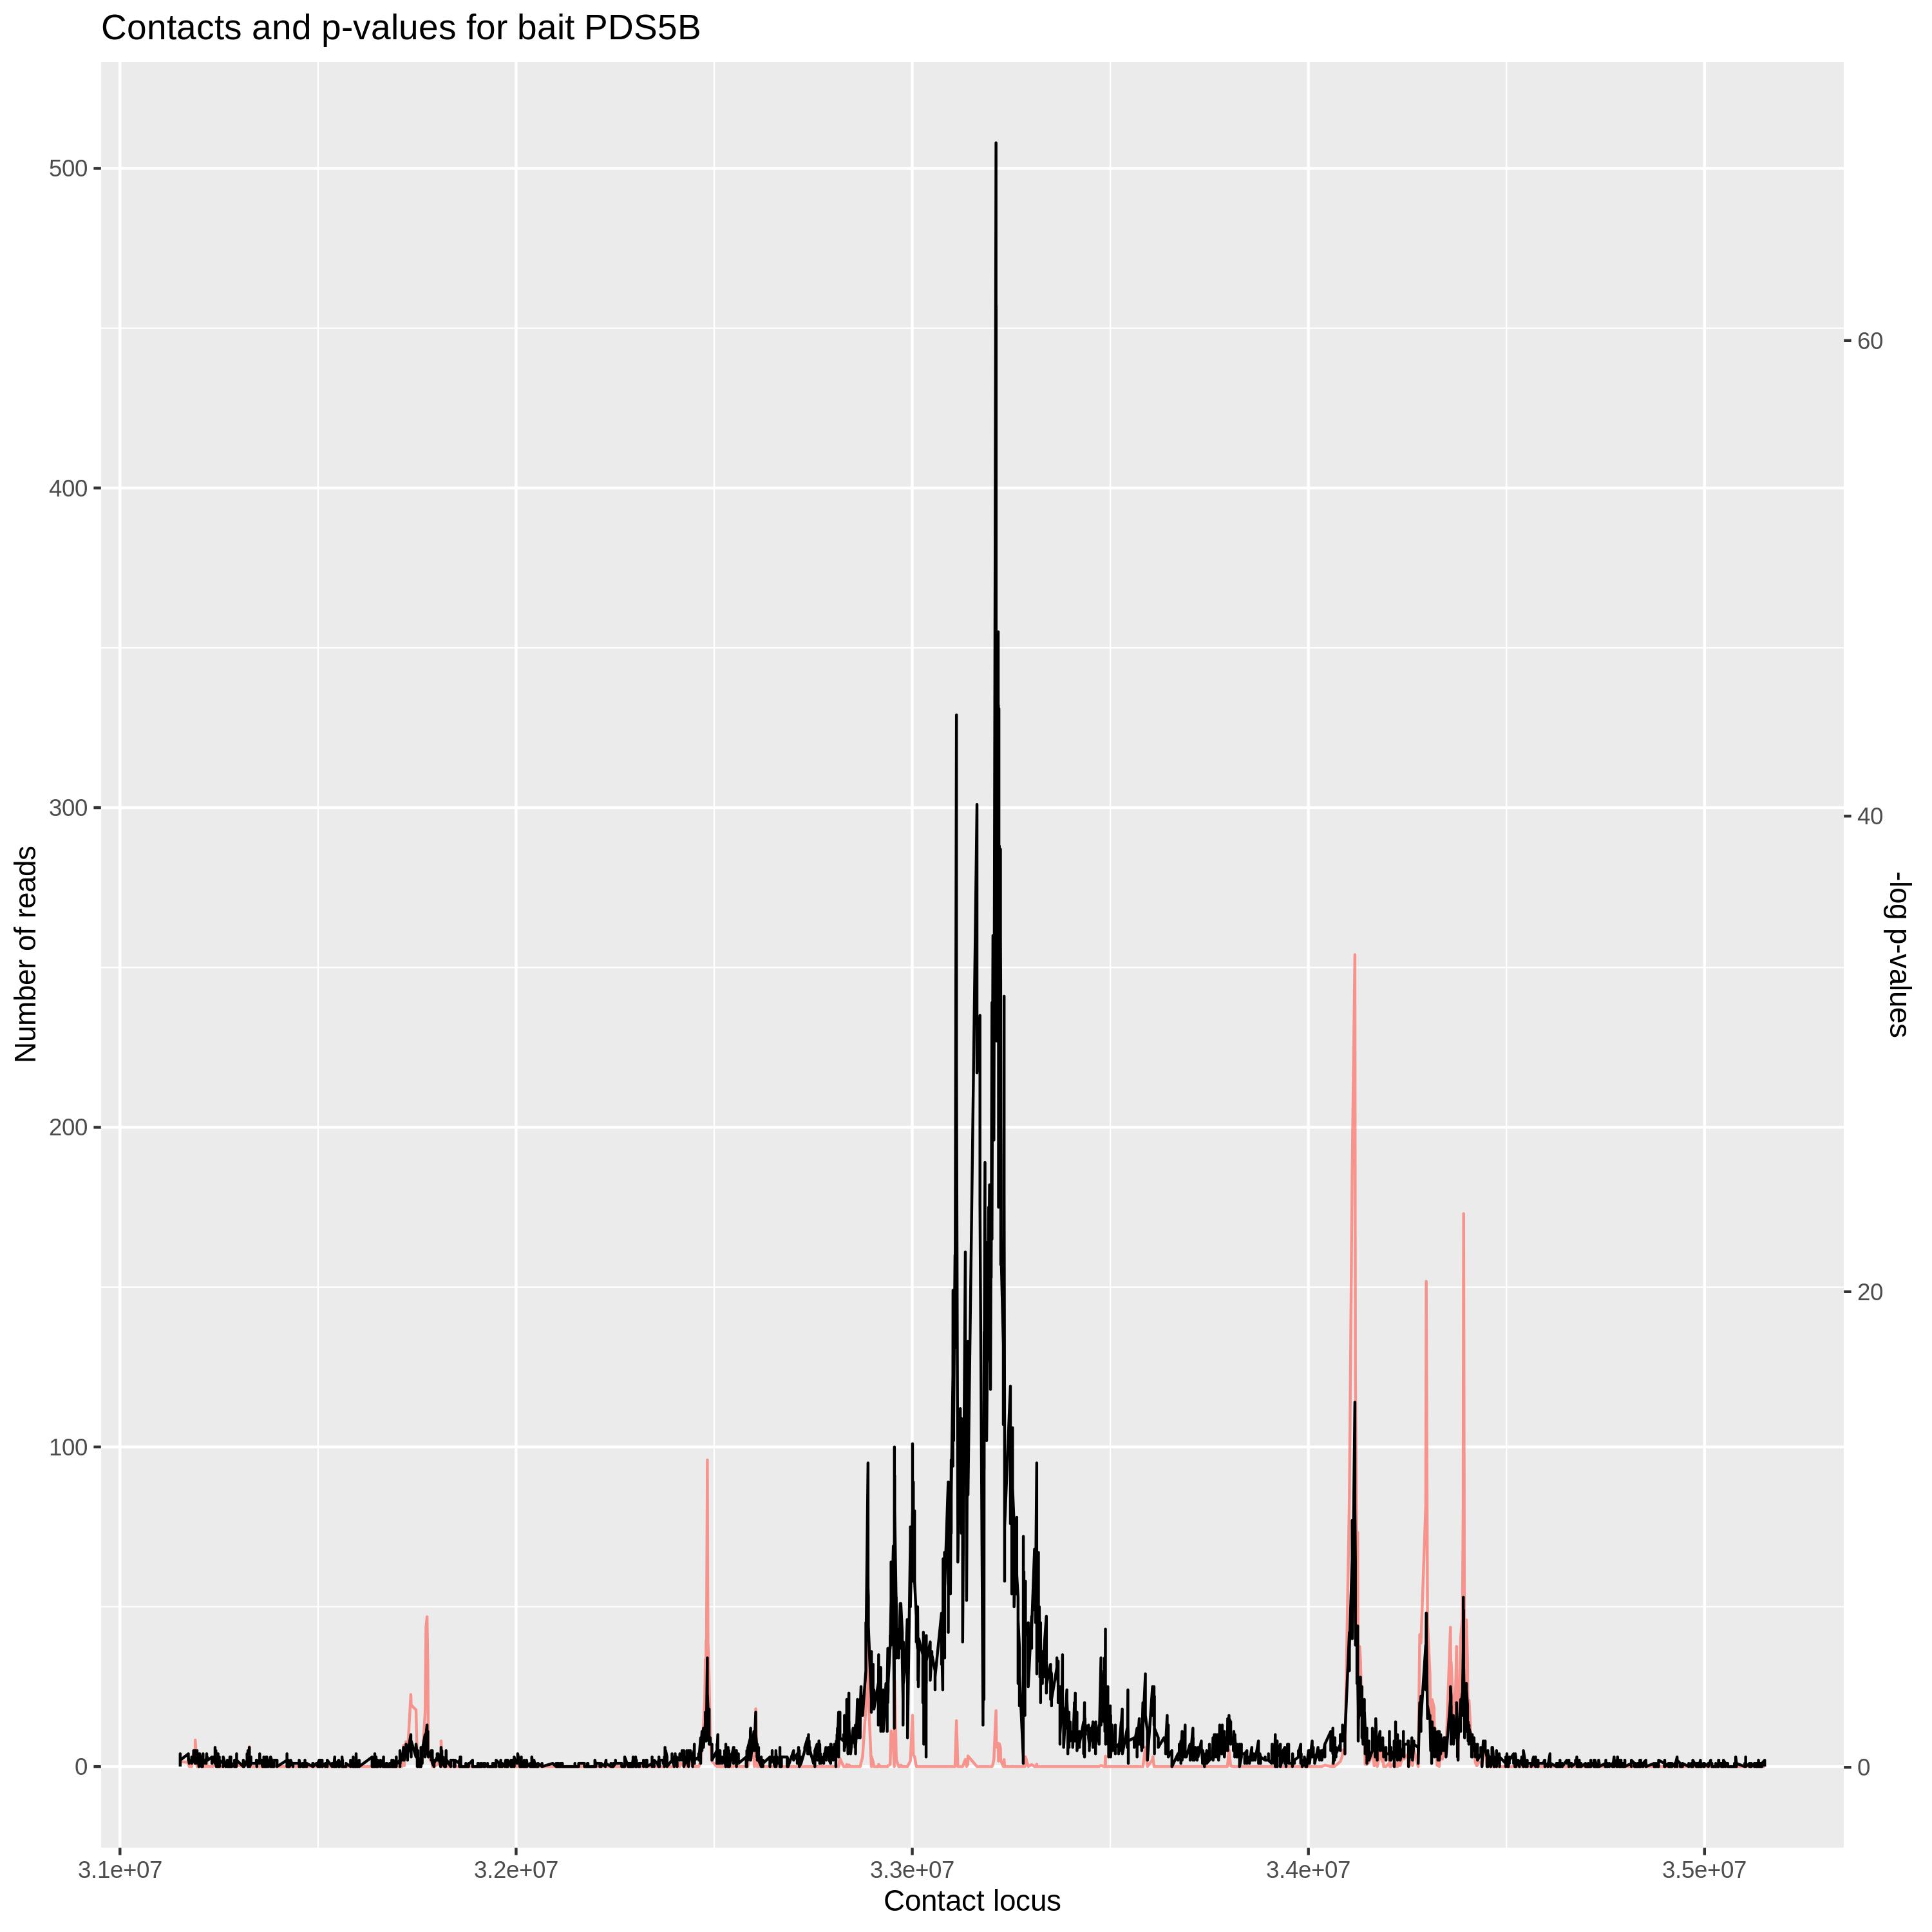 Contacts and p-values for bait PDS5B
500
400
300
200
100
0
Number of reads
60
40
20
0
-log p-values
3.1e+07
3.2e+07
3.3e+07
3.4e+07
3.5e+07
Contact locus